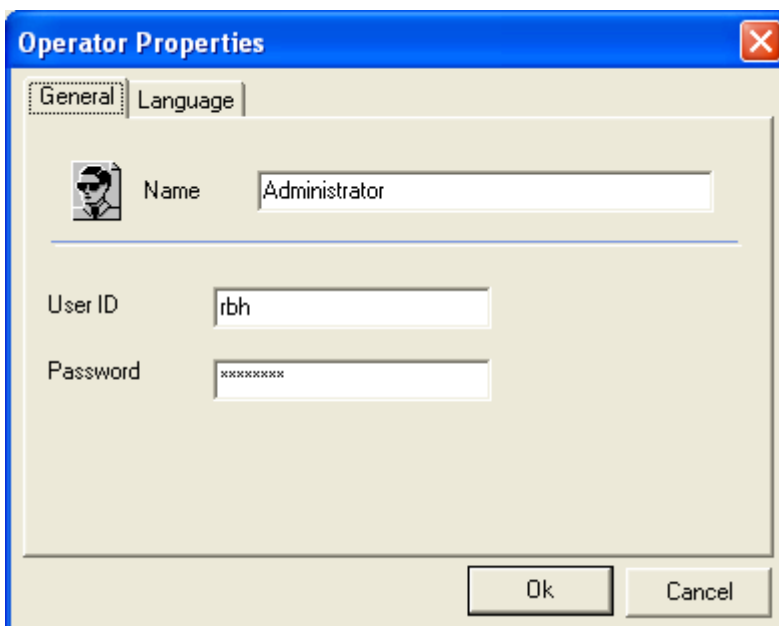 Operator Properties
General Language
Name Administrator
User ID rbh
Password ********
Ok Cancel